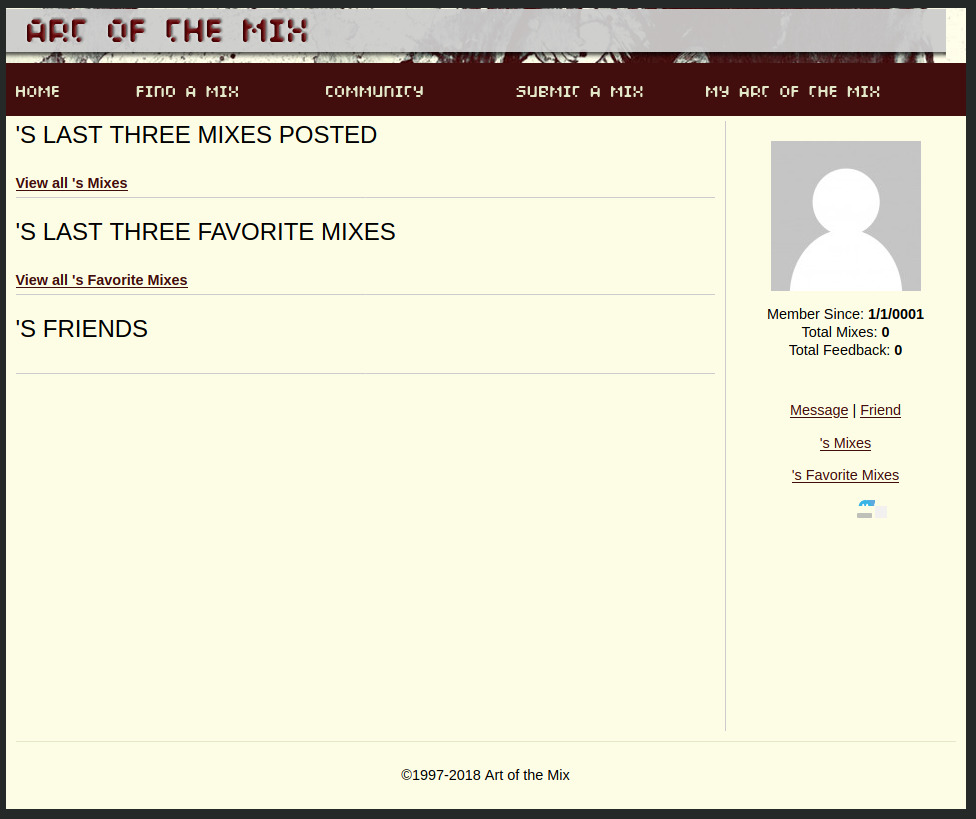 ART OF THE MIX
HOME FIND A MIX COMMUNITY SUBMIT A MIX MY ART OF THE MIX
'S LAST THREE MIXES POSTED
View all 's Mixes
'S LAST THREE FAVORITE MIXES
View all 's Favorite Mixes
'S FRIENDS
Member Since: 1/1/0001
Total Mixes: 0
Total Feedback: 0
Message | Friend
's Mixes
's Favorite Mixes
©1997-2018 Art of the Mix